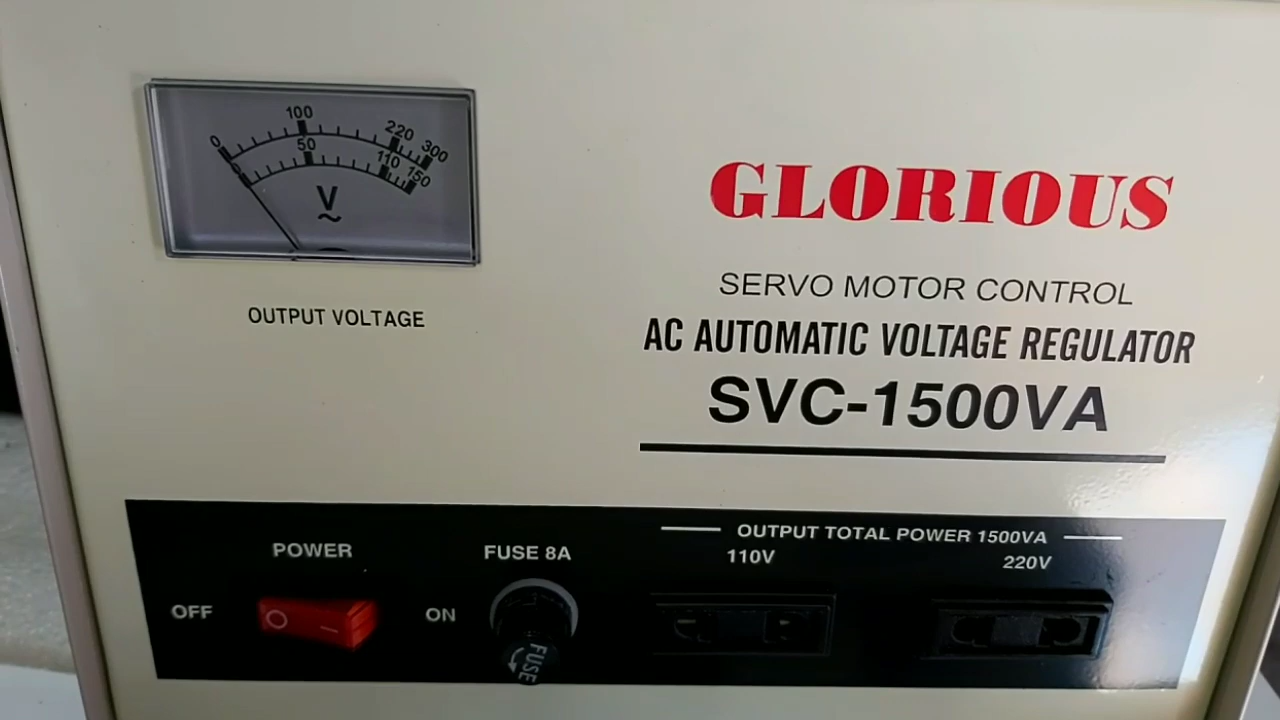 0 100 220 300
0 50 110 150
V
~
OUTPUT VOLTAGE
GLORIOUS
SERVO MOTOR CONTROL
AC AUTOMATIC VOLTAGE REGULATOR
SVC-1500VA
OUTPUT TOTAL POWER 1500VA
POWER FUSE 8A 110V 220V
OFF ON
FUSE